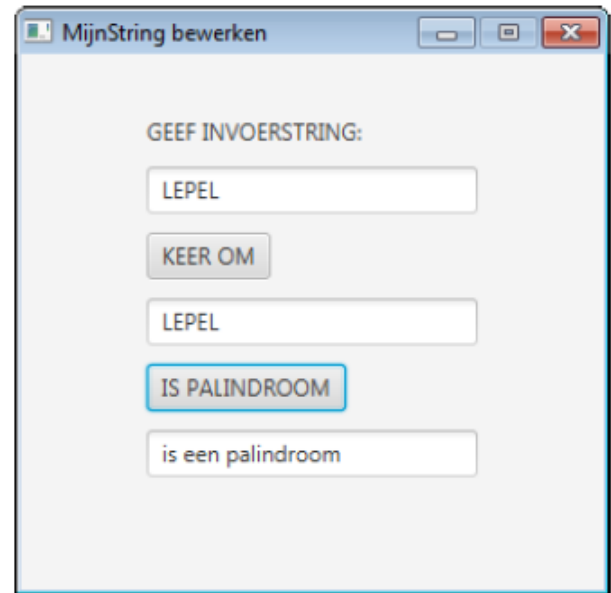 MijnString bewerken
GEEF INVOERSTRING:
LEPEL
KEER OM
LEPEL
IS PALINDROOM
is een palindroom